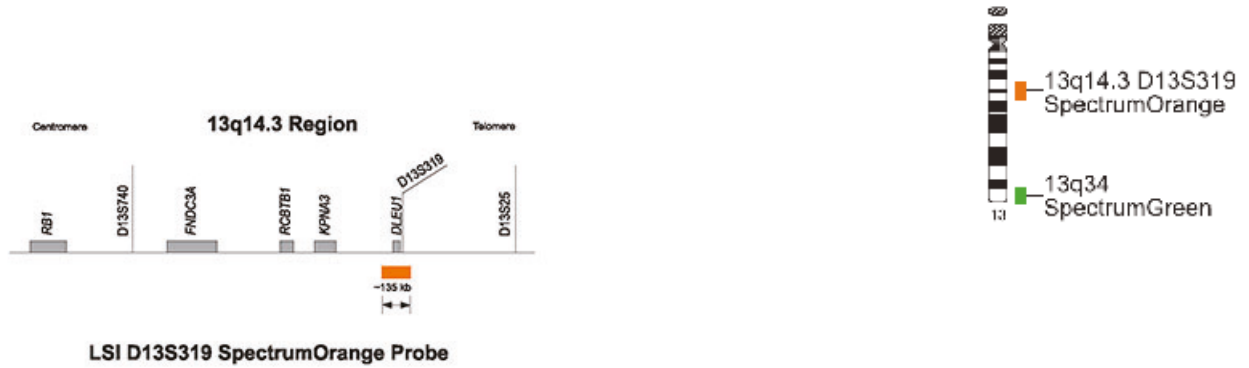 Centromere
13q14.3 Region
Telomere
RB1
D13S740
FNDC3A
RCBTB1
KPNA3
DLEU1
D13S319
D13S25
~135 kb
LSI D13S319 SpectrumOrange Probe
13q14.3 D13S319
SpectrumOrange
13q34
SpectrumGreen
13